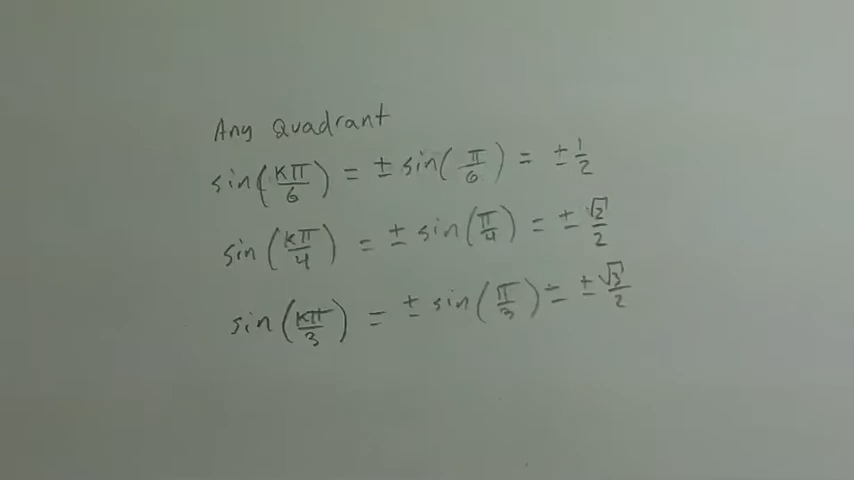 Any Quadrant
sin(kπ/6) = ± sin(π/6) = ± 1/2
sin(kπ/4) = ± sin(π/4) = ± √2/2
sin(kπ/3) = ± sin(π/3) = ± √3/2